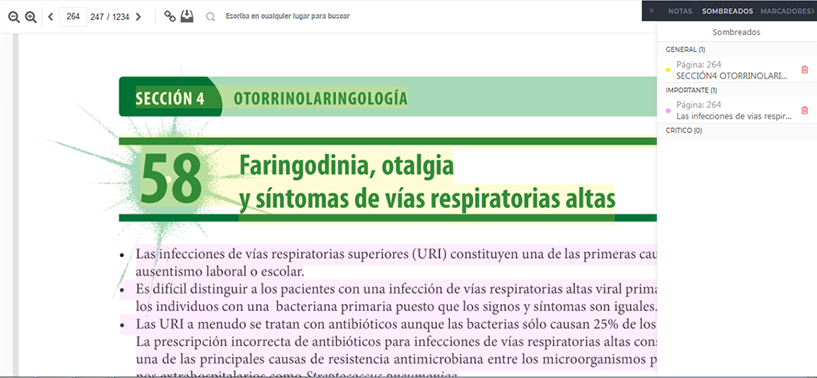 264 247 / 1234 Escriba en cualquier lugar para buscar
× NOTAS SOMBREADOS MARCADORES
Sombreados
GENERAL (1)
Página: 264
SECCIÓN4 OTORRINOLARI...
IMPORTANTE (1)
Página: 264
Las infecciones de vías respir...
CRITICO (0)
SECCIÓN 4 OTORRINOLARINGOLOGÍA
58
Faringodinia, otalgia
y síntomas de vías respiratorias altas
• Las infecciones de vías respiratorias superiores (URI) constituyen una de las primeras cau
ausentismo laboral o escolar.
• Es difícil distinguir a los pacientes con una infección de vías respiratorias altas viral prima
los individuos con una bacteriana primaria puesto que los signos y síntomas son iguales.
• Las URI a menudo se tratan con antibióticos aunque las bacterias sólo causan 25% de los
La prescripción incorrecta de antibióticos para infecciones de vías respiratorias altas cons
una de las principales causas de resistencia antimicrobiana entre los microorganismos p
nos extrahospitalarios como Streptococcus pneumoniae